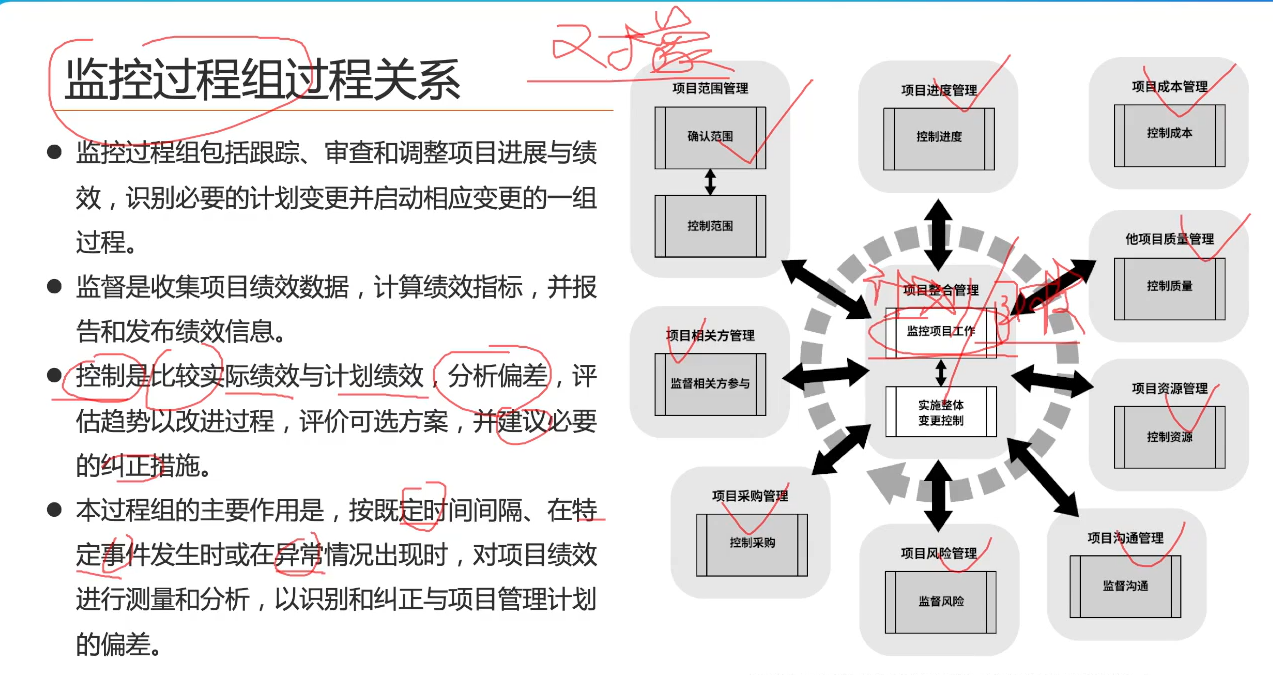 监控过程组过程关系
● 监控过程组包括跟踪、审查和调整项目进展与绩
效，识别必要的计划变更并启动相应变更的一组
过程。
● 监督是收集项目绩效数据，计算绩效指标，并报
告和发布绩效信息。
● 控制是比较实际绩效与计划绩效，分析偏差，评
估趋势以改进过程，评价可选方案，并建议必要
的纠正措施。
● 本过程组的主要作用是，按既定时间间隔、在特
定事件发生时或在异常情况出现时，对项目绩效
进行测量和分析，以识别和纠正与项目管理计划
的偏差。
项目范围管理
确认范围
控制范围
项目进度管理
控制进度
项目成本管理
控制成本
他项目质量管理
控制质量
项目整合管理
监控项目工作
实施整体
变更控制
项目相关方管理
监督相关方参与
项目资源管理
控制资源
项目采购管理
控制采购
项目风险管理
监督风险
项目沟通管理
监督沟通